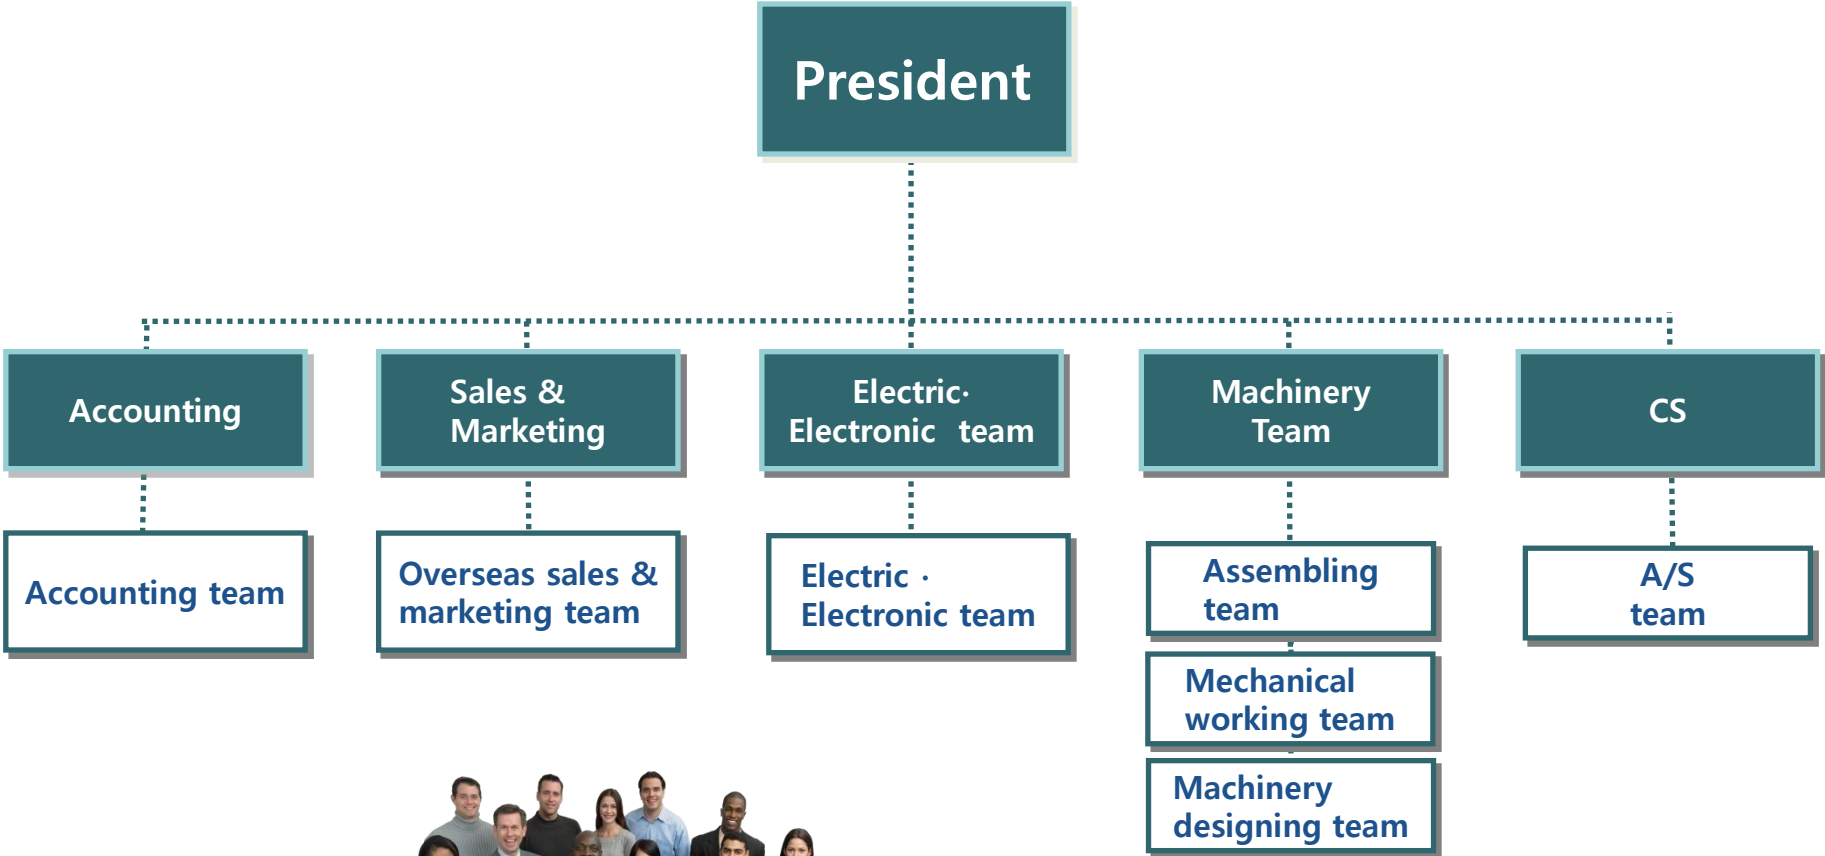 President
Accounting
Sales &
Marketing
Electric·
Electronic team
Machinery
Team
CS
Accounting team
Overseas sales &
marketing team
Electric ·
Electronic team
Assembling
team
Mechanical
working team
Machinery
designing team
A/S
team